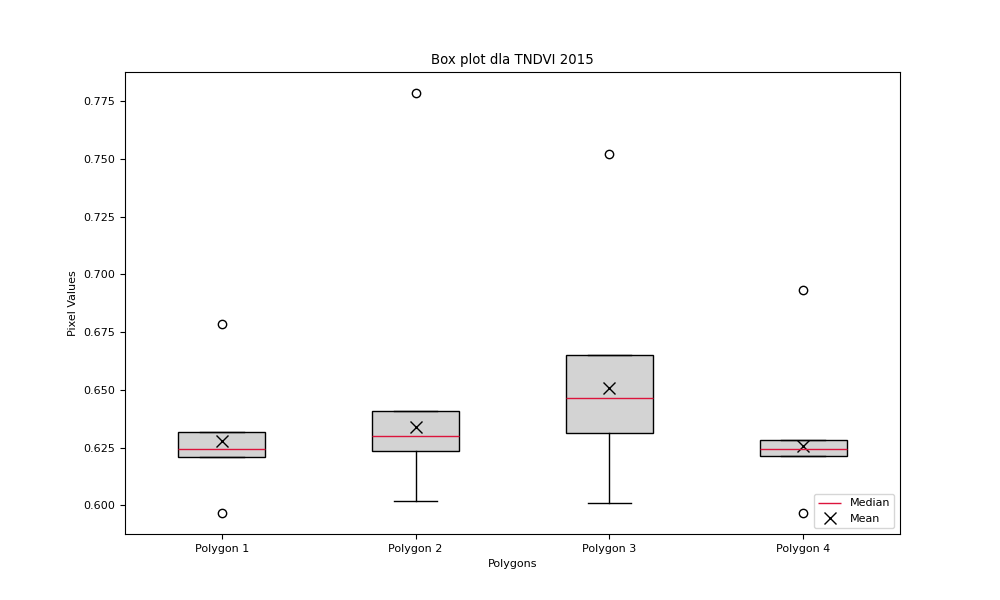 Box plot dla TNDVI 2015
0.775
0.750
0.725
0.700
0.675
0.650
0.625
0.600
Pixel Values
Polygon 1
Polygon 2
Polygon 3
Polygon 4
Polygons
Median
Mean